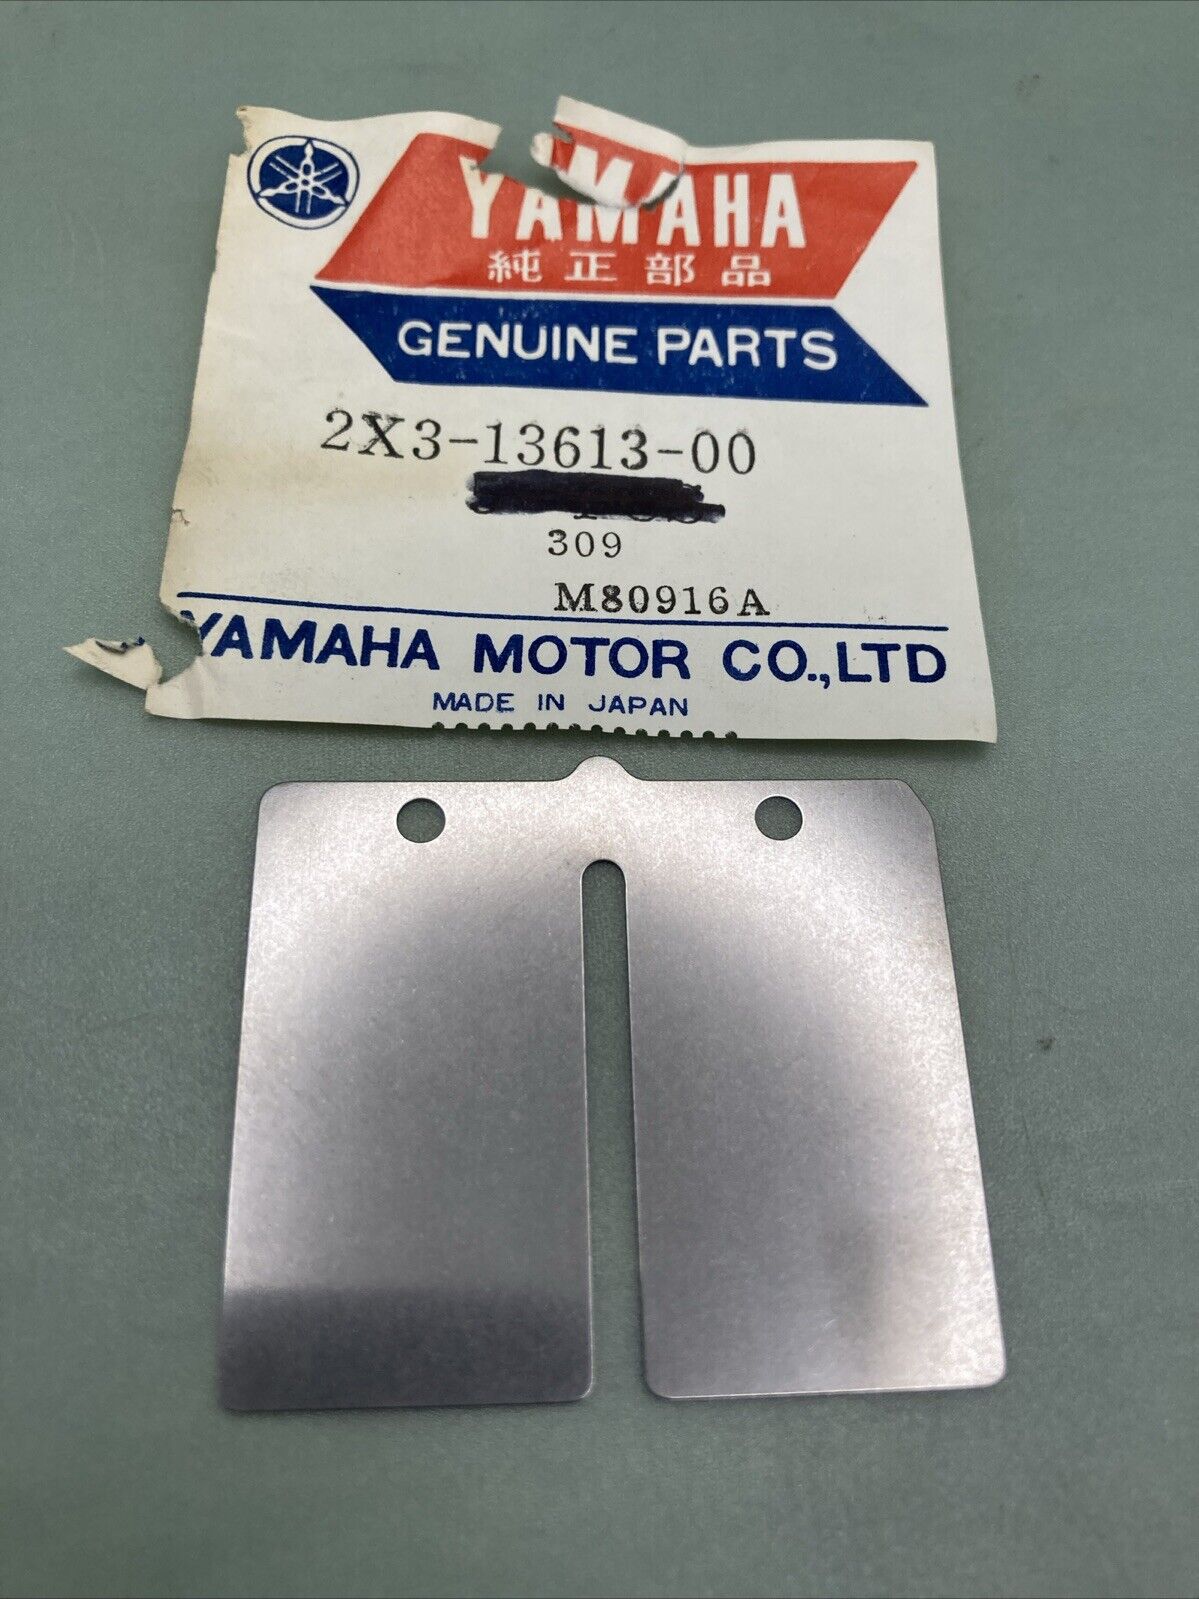 YAMAHA
純正部品
GENUINE PARTS
2X3-13613-00
309
M80916A
YAMAHA MOTOR CO.,LTD
MADE IN JAPAN